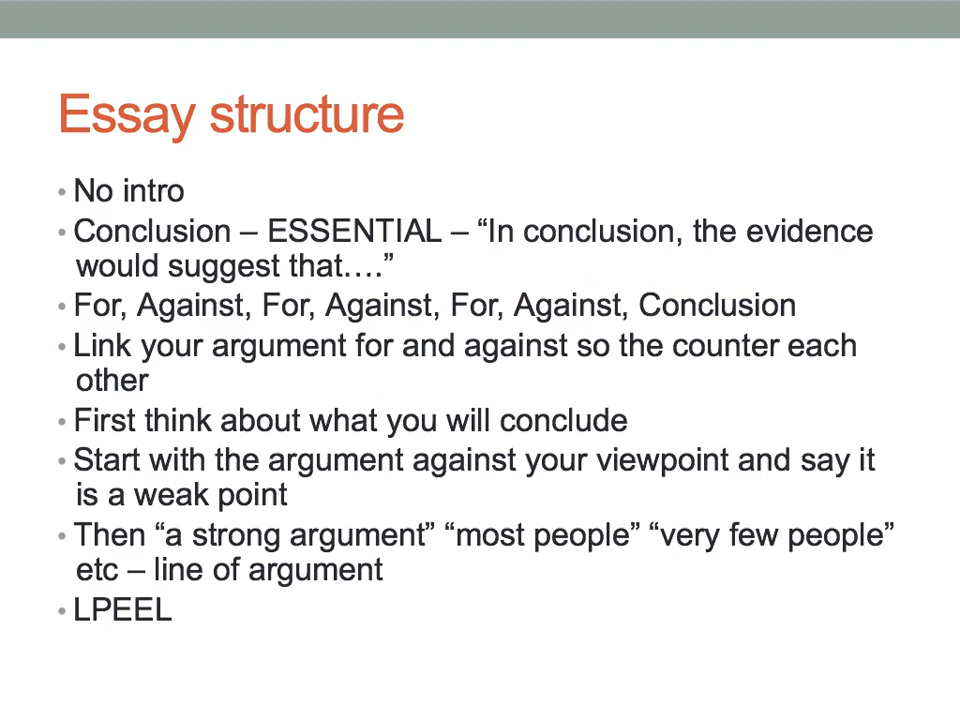 Essay structure
• No intro
• Conclusion – ESSENTIAL – “In conclusion, the evidence
would suggest that….”
• For, Against, For, Against, For, Against, Conclusion
• Link your argument for and against so the counter each
other
• First think about what you will conclude
• Start with the argument against your viewpoint and say it
is a weak point
• Then “a strong argument” “most people” “very few people”
etc – line of argument
• LPEEL